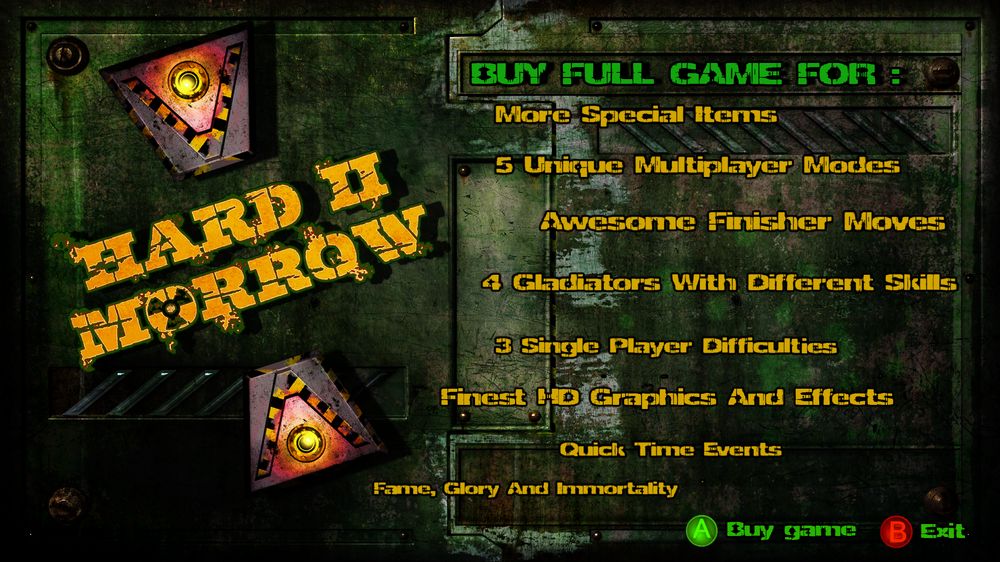 HARD II
MORROW
BUY FULL GAME FOR :
More Special Items
5 Unique Multiplayer Modes
Awesome Finisher Moves
4 Gladiators With Different Skills
3 Single Player Difficulties
Finest HD Graphics And Effects
Quick Time Events
Fame, Glory And Immortality
A Buy game B Exit